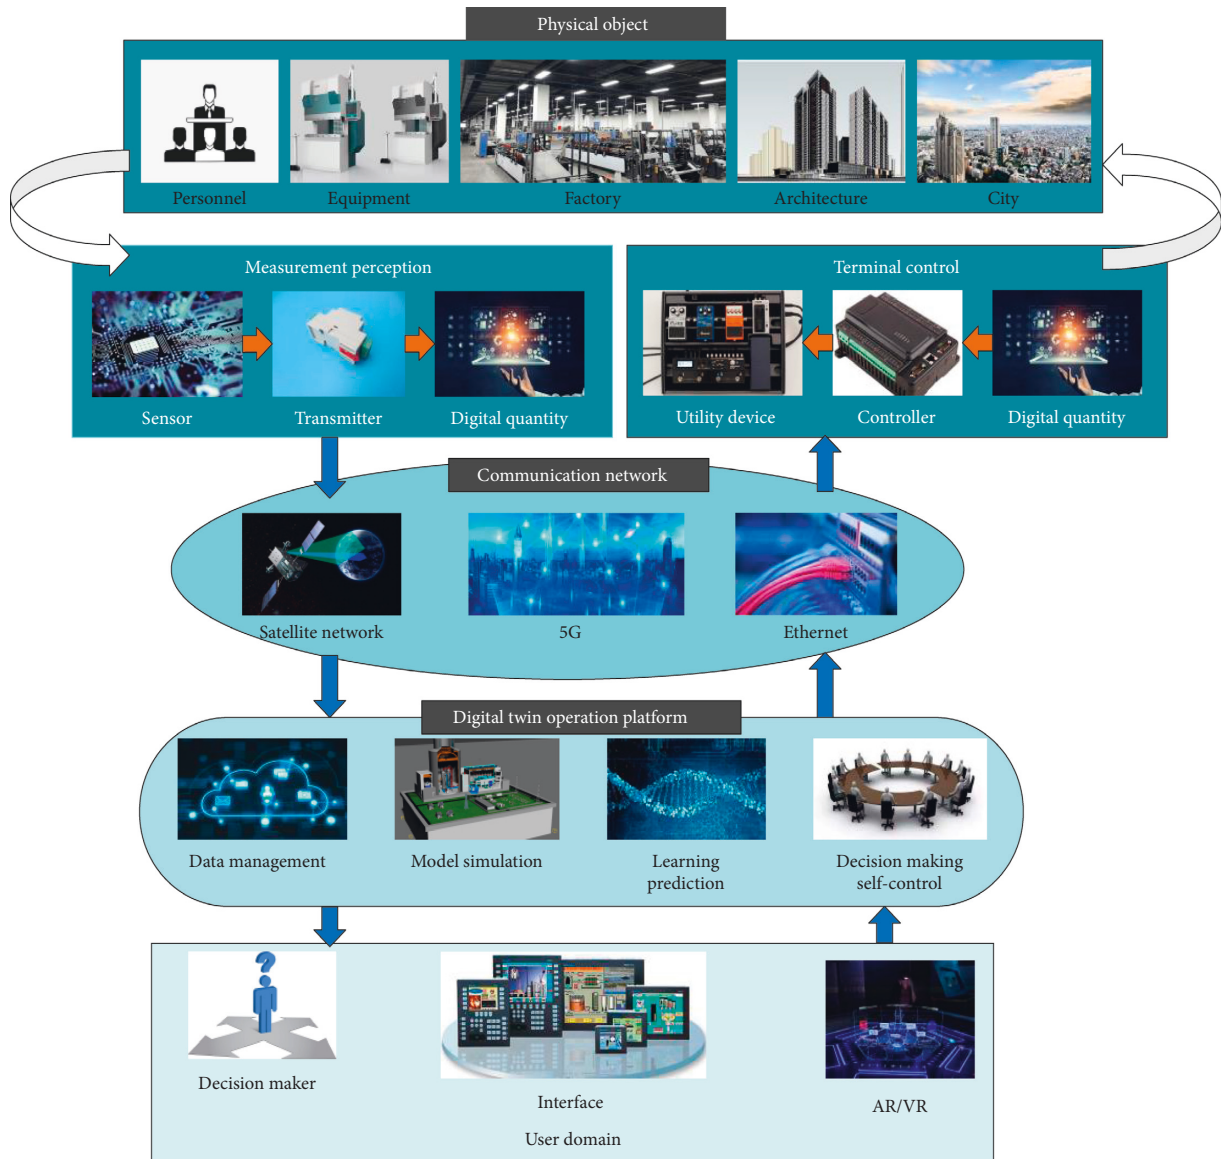 Physical object
Personnel
Equipment
Factory
Architecture
City
Measurement perception
Sensor
Transmitter
Digital quantity
Terminal control
Utility device
Controller
Digital quantity
Communication network
Satellite network
5G
Ethernet
Digital twin operation platform
Data management
Model simulation
Learning
prediction
Decision making
self-control
Decision maker
Interface
AR/VR
User domain